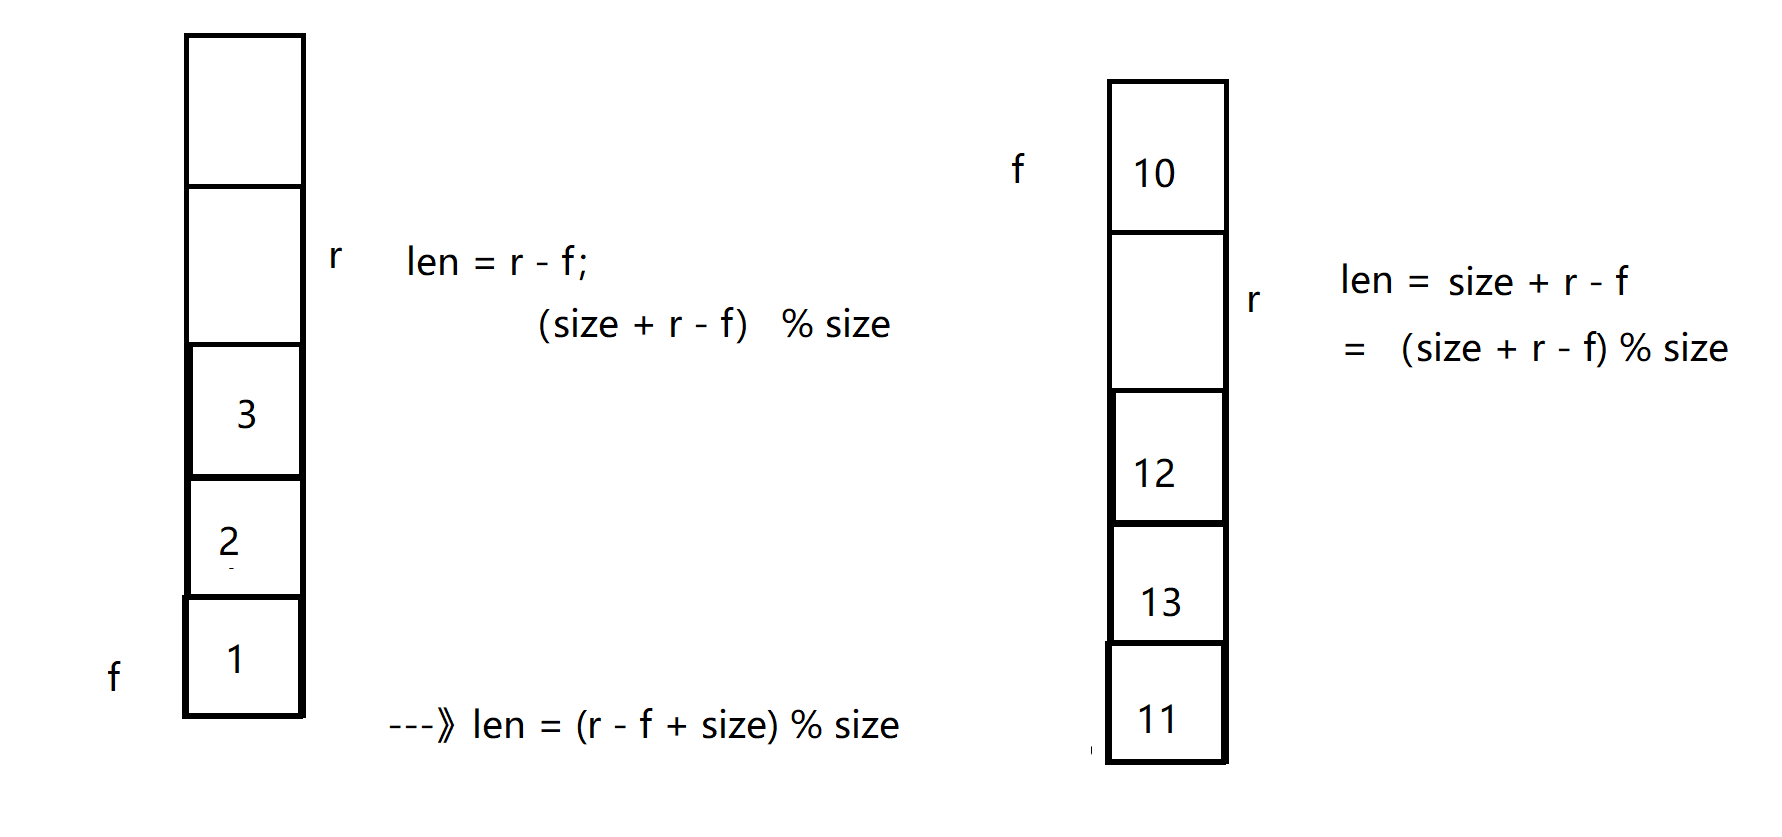 r
len = r - f;
(size + r - f) % size
3
2
1
f
---》 len = (r - f + size) % size
f
10
r
len = size + r - f
= (size + r - f) % size
12
13
11